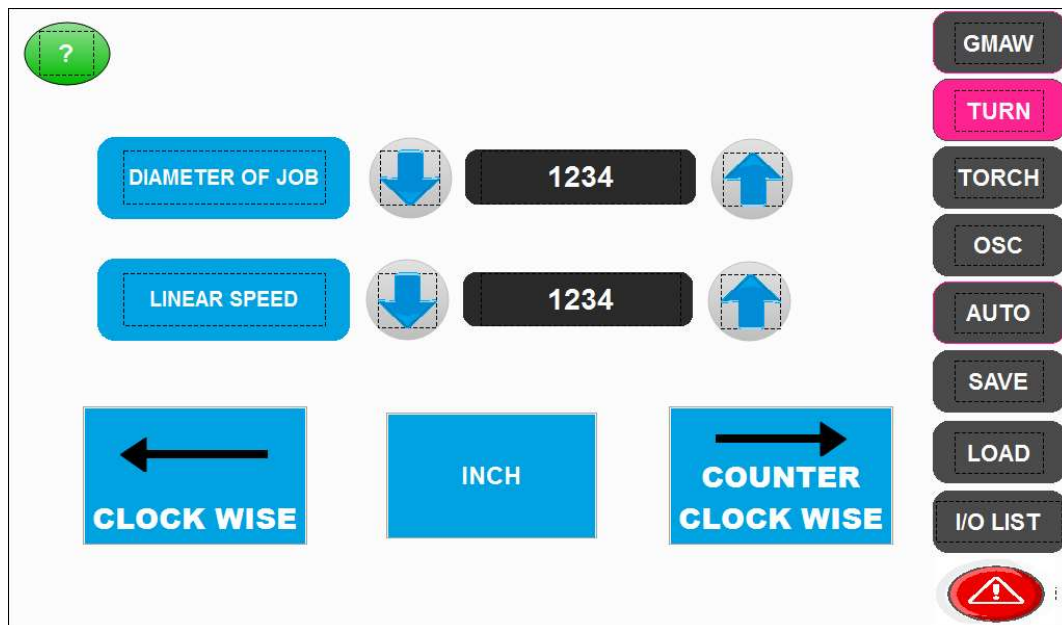 ?
DIAMETER OF JOB
1234
LINEAR SPEED
1234
CLOCK WISE
INCH
COUNTER
CLOCK WISE
GMAW
TURN
TORCH
OSC
AUTO
SAVE
LOAD
I/O LIST
!